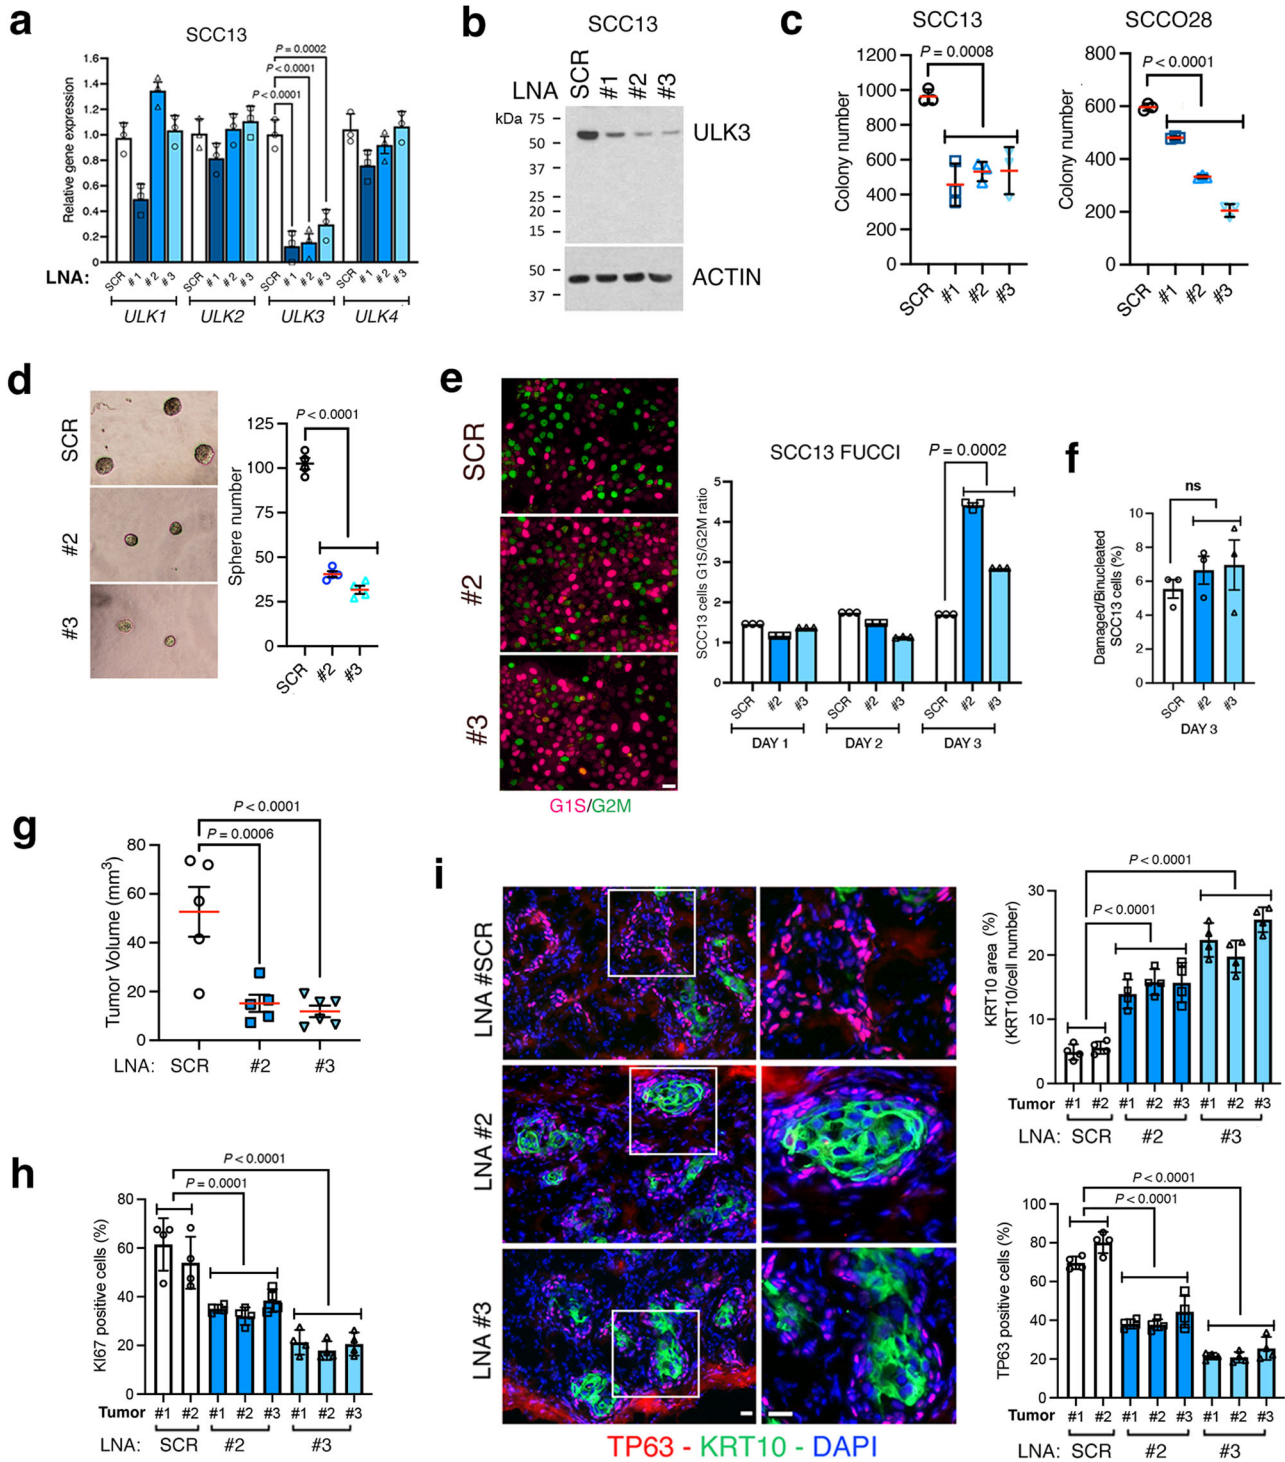 a
SCC13
P = 0.0002
P < 0.0001
P < 0.0001
Relative gene expression
1.6
1.4
1.2
1.0
0.8
0.6
0.4
0.2
0
LNA:
SCR #1 #2 #3 SCR #1 #2 #3 SCR #1 #2 #3 SCR #1 #2 #3
ULK1 ULK2 ULK3 ULK4
b
SCC13
LNA SCR #1 #2 #3
kDa 75
50
37
25
20
15
ULK3
50
37
ACTIN
c
SCC13
P = 0.0008
Colony number
1200
1000
800
600
400
200
0
SCR #1 #2 #3
SCCO28
P < 0.0001
Colony number
800
600
400
200
0
SCR #1 #2 #3
d
SCR
#2
#3
P < 0.0001
Sphere number
125
100
75
50
25
0
SCR #2 #3
e
SCR
#2
#3
G1S/G2M
SCC13 FUCCI
P = 0.0002
SCC13 cells G1S/G2M ratio
5
4
3
2
1
0
SCR #2 #3 SCR #2 #3 SCR #2 #3
DAY 1 DAY 2 DAY 3
f
ns
Damaged/Binucleated
SCC13 cells (%)
10
8
6
4
2
0
SCR #2 #3
DAY 3
g
P < 0.0001
P = 0.0006
Tumor Volume (mm3)
80
60
40
20
0
LNA: SCR #2 #3
h
P < 0.0001
P = 0.0001
KI67 positive cells (%)
80
60
40
20
0
Tumor #1 #2 #1 #2 #3 #1 #2 #3
LNA: SCR #2 #3
i
LNA #SCR
LNA #2
LNA #3
TP63 - KRT10 - DAPI
P < 0.0001
P < 0.0001
KRT10 area (%)
(KRT10/cell number)
30
20
10
0
Tumor #1 #2 #1 #2 #3 #1 #2 #3
LNA: SCR #2 #3
P < 0.0001
P < 0.0001
TP63 positive cells (%)
100
80
60
40
20
0
Tumor #1 #2 #1 #2 #3 #1 #2 #3
LNA: SCR #2 #3